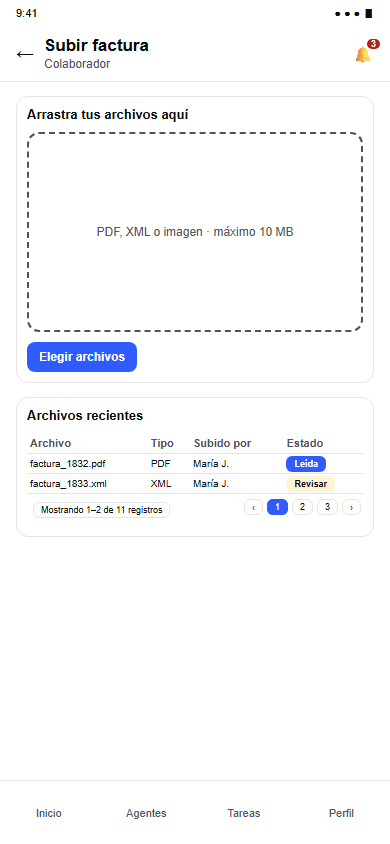 9:41
Subir factura
Colaborador
3
Arrastra tus archivos aquí
PDF, XML o imagen · máximo 10 MB
Elegir archivos
Archivos recientes
Archivo Tipo Subido por Estado
factura_1832.pdf PDF María J. Leída
factura_1833.xml XML María J. Revisar
Mostrando 1–2 de 11 registros ‹ 1 2 3 ›
Inicio Agentes Tareas Perfil